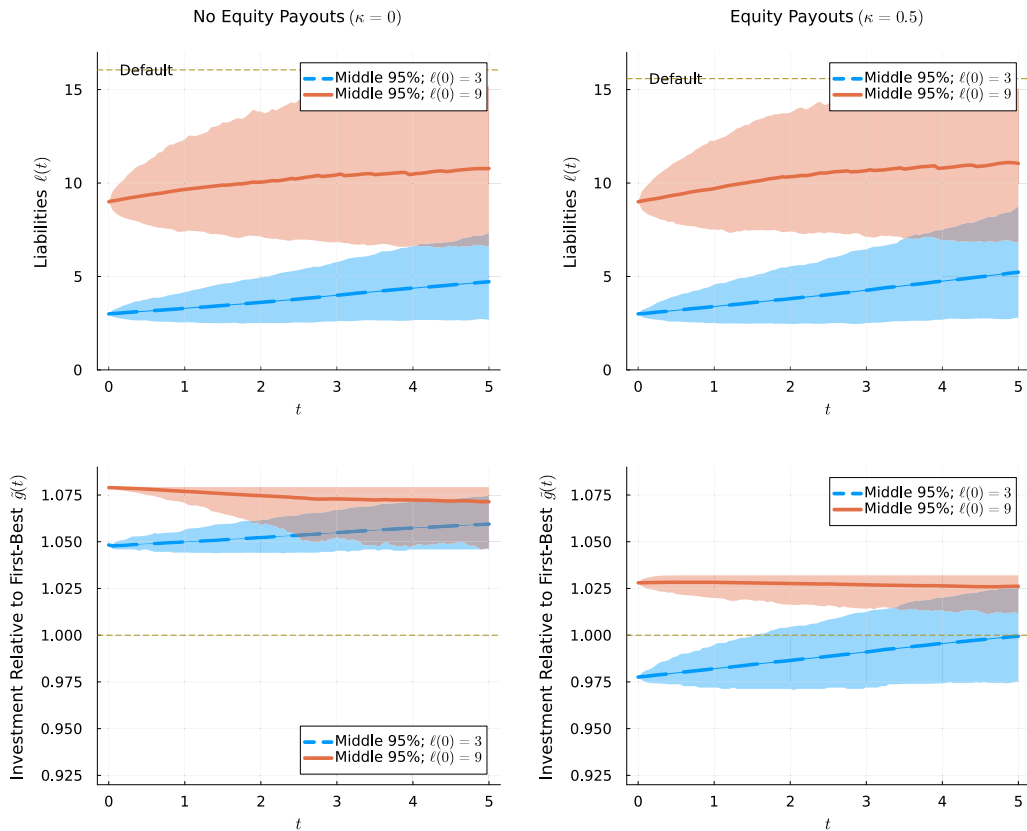 No Equity Payouts (κ = 0)
Equity Payouts (κ = 0.5)
Liabilities ℓ(t)
15
10
5
0
Default
Middle 95%; ℓ(0) = 3
Middle 95%; ℓ(0) = 9
0 1 2 3 4 5
t
Liabilities ℓ(t)
15
10
5
0
Default
Middle 95%; ℓ(0) = 3
Middle 95%; ℓ(0) = 9
0 1 2 3 4 5
t
Investment Relative to First-Best g̃(t)
1.075
1.050
1.025
1.000
0.975
0.950
0.925
Middle 95%; ℓ(0) = 3
Middle 95%; ℓ(0) = 9
0 1 2 3 4 5
t
Investment Relative to First-Best g̃(t)
1.075
1.050
1.025
1.000
0.975
0.950
0.925
Middle 95%; ℓ(0) = 3
Middle 95%; ℓ(0) = 9
0 1 2 3 4 5
t